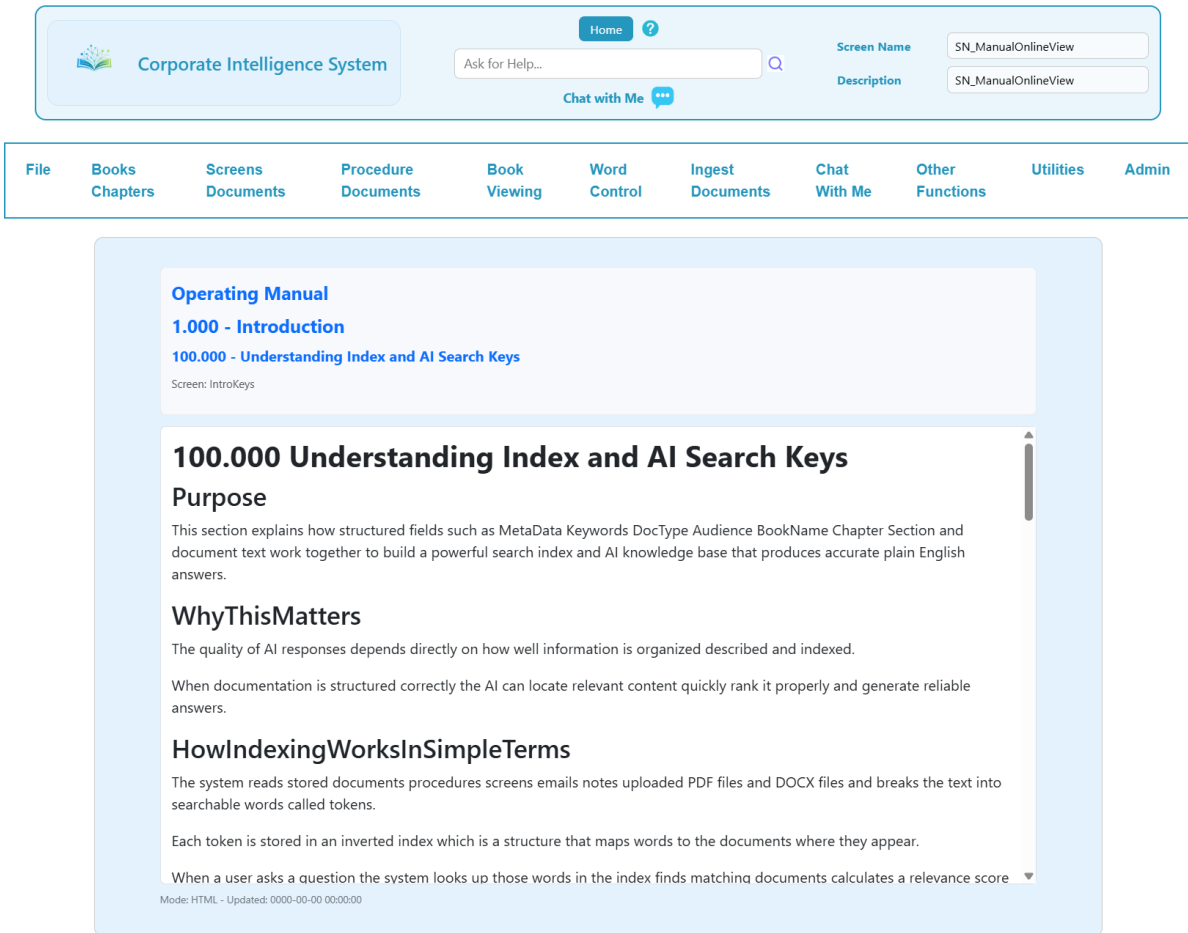 Home
?
Corporate Intelligence System
Ask for Help...
Chat with Me
Screen Name
SN_ManualOnlineView
Description
SN_ManualOnlineView
File
Books
Chapters
Screens
Documents
Procedure
Documents
Book
Viewing
Word
Control
Ingest
Documents
Chat
With Me
Other
Functions
Utilities
Admin
Operating Manual
1.000 - Introduction
100.000 - Understanding Index and AI Search Keys
Screen: IntroKeys
100.000 Understanding Index and AI Search Keys
Purpose
This section explains how structured fields such as MetaData Keywords DocType Audience BookName Chapter Section and
document text work together to build a powerful search index and AI knowledge base that produces accurate plain English
answers.
WhyThisMatters
The quality of AI responses depends directly on how well information is organized described and indexed.
When documentation is structured correctly the AI can locate relevant content quickly rank it properly and generate reliable
answers.
HowIndexingWorksInSimpleTerms
The system reads stored documents procedures screens emails notes uploaded PDF files and DOCX files and breaks the text into
searchable words called tokens.
Each token is stored in an inverted index which is a structure that maps words to the documents where they appear.
When a user asks a question the system looks up those words in the index finds matching documents calculates a relevance score
Mode: HTML - Updated: 0000-00-00 00:00:00